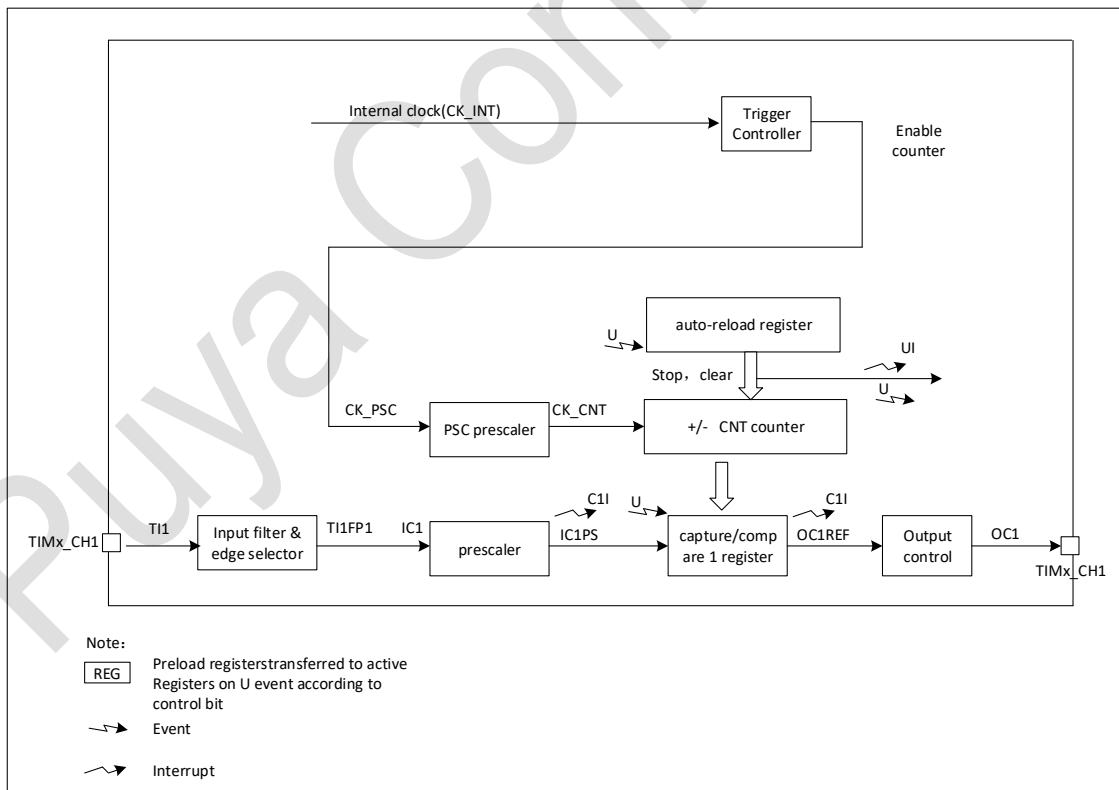 Internal clock(CK_INT)
Trigger
Controller
Enable
counter
auto-reload register
U
Stop，clear
UI
U
CK_PSC
PSC prescaler
CK_CNT
+/- CNT counter
TIMx_CH1
TI1
Input filter &
edge selector
TI1FP1
IC1
prescaler
C1I
IC1PS
U
capture/comp
are 1 register
C1I
OC1REF
Output
control
OC1
TIMx_CH1
Note：
REG
Preload registerstransferred to active
Registers on U event according to
control bit
Event
Interrupt
Puya